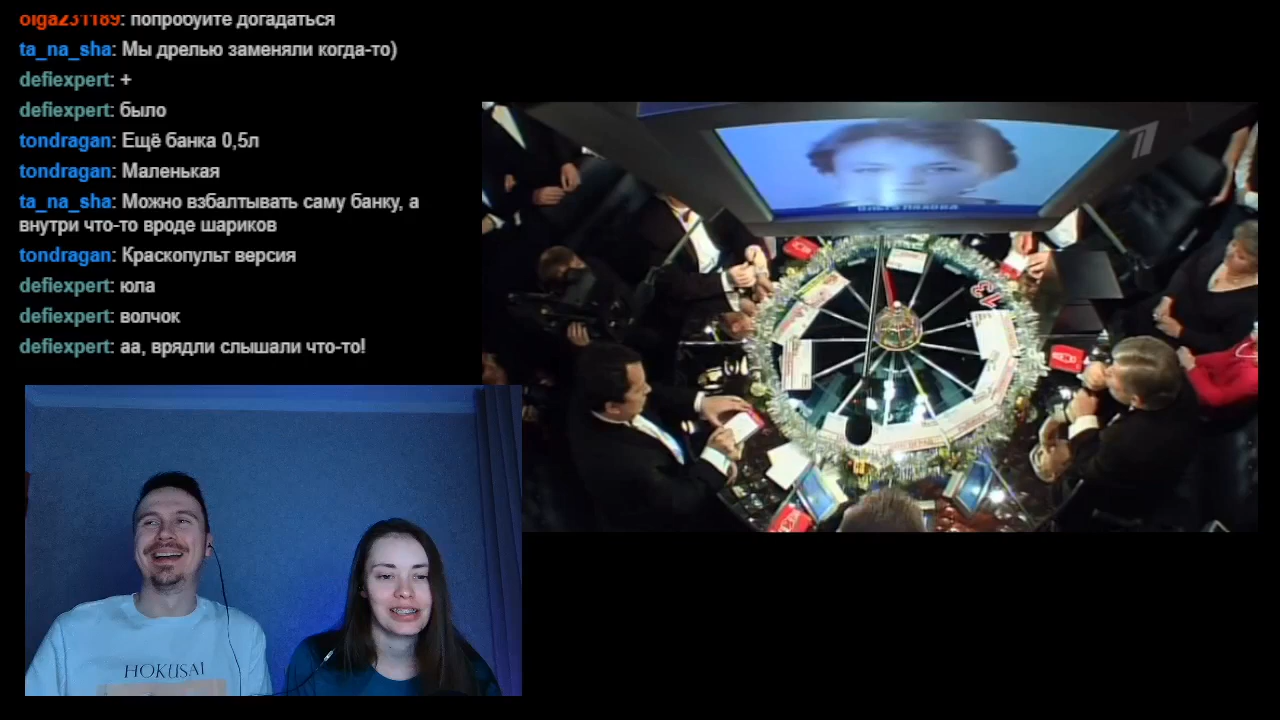 olga231189: попробуйте догадаться
ta_na_sha: Мы дрелью заменяли когда-то)
defiexpert: +
defiexpert: было
tondragan: Ещё банка 0,5л
tondragan: Маленькая
ta_na_sha: Можно взбалтывать саму банку, а
внутри что-то вроде шариков
tondragan: Краскопульт версия
defiexpert: юла
defiexpert: волчок
defiexpert: аа, врядли слышали что-то!
1
13
HOKUSAI